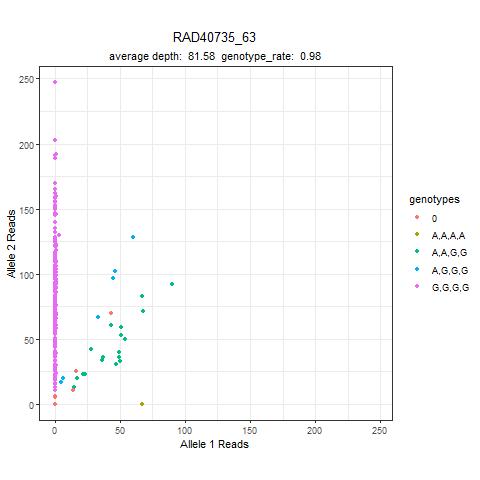 RAD40735_63
average depth: 81.58 genotype_rate: 0.98
250
200
150
100
50
0
Allele 2 Reads
0 50 100 150 200 250
Allele 1 Reads
genotypes
0
A,A,A,A
A,A,G,G
A,G,G,G
G,G,G,G